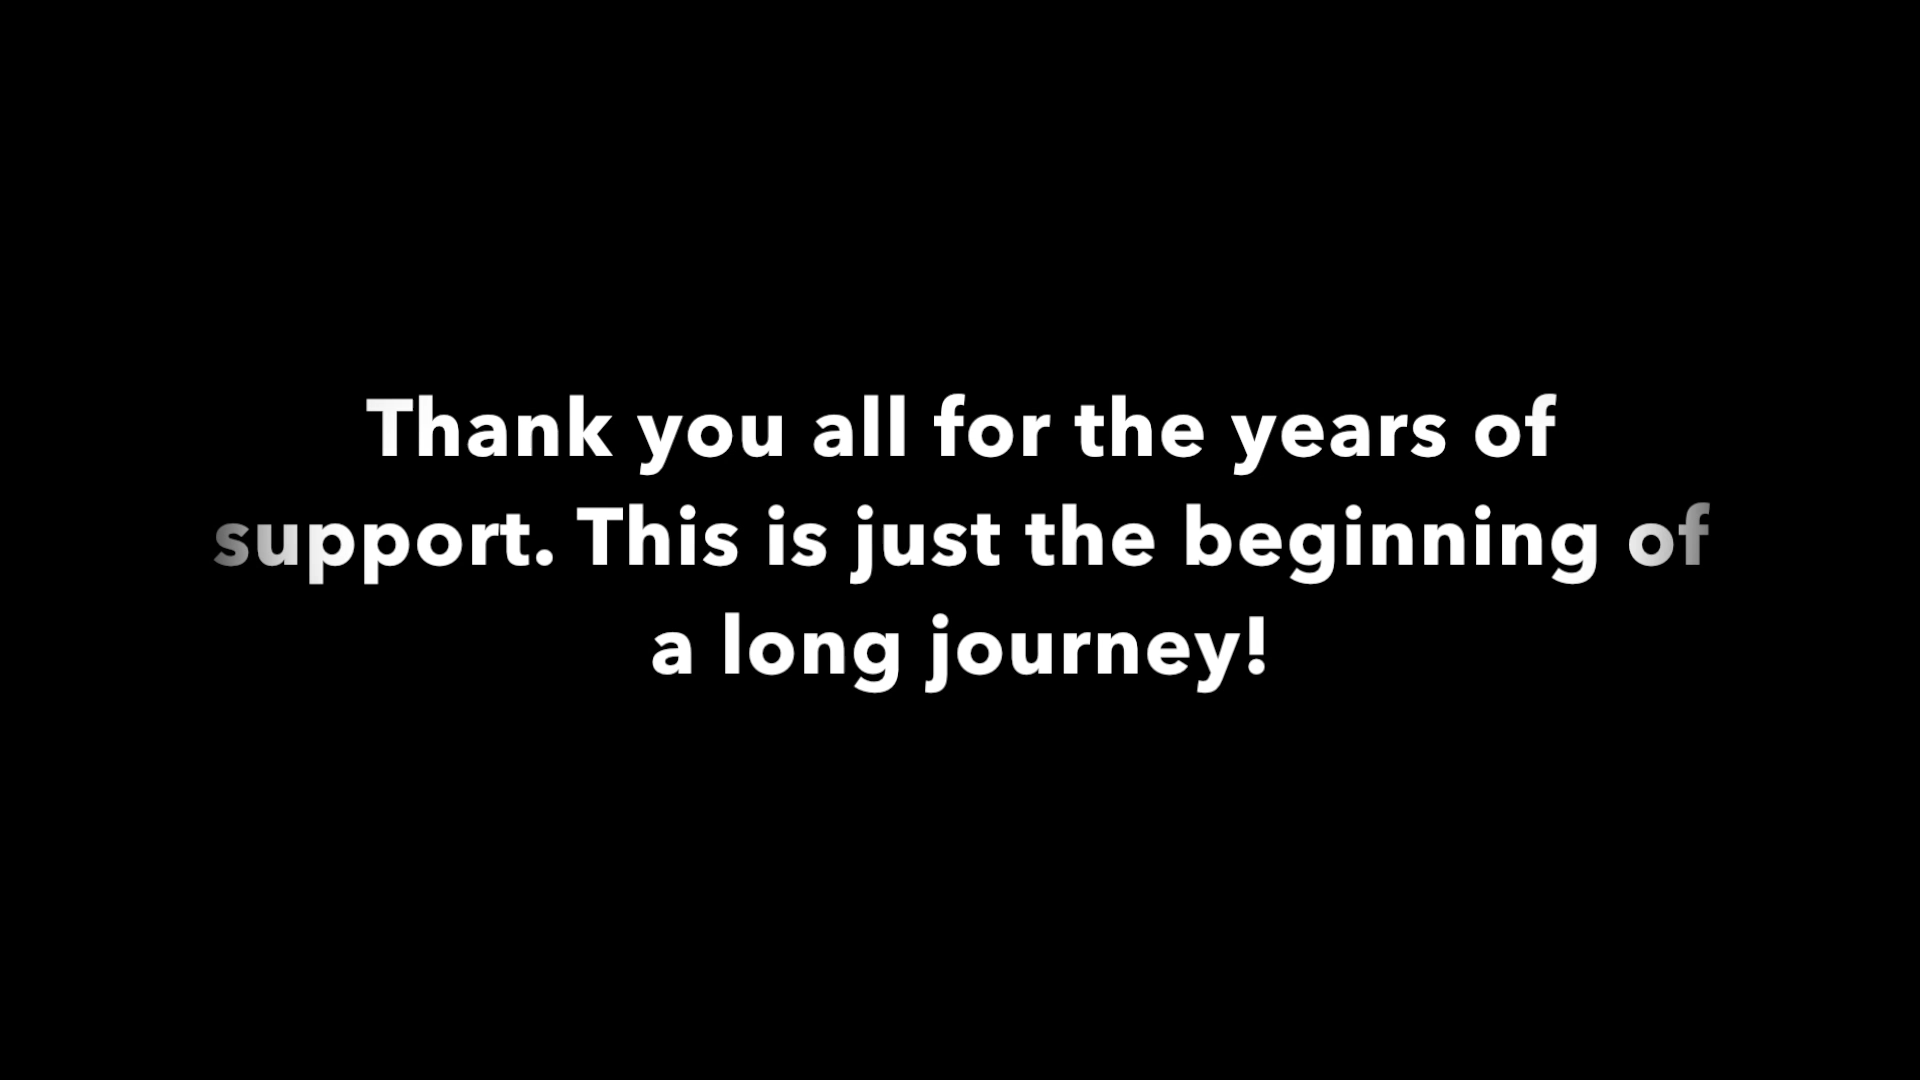 Thank you all for the years of
support. This is just the beginning of
a long journey!